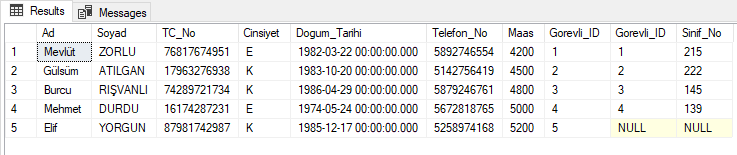 Results Messages
Ad Soyad TC_No Cinsiyet Dogum_Tarihi Telefon_No Maas Gorevli_ID Gorevli_ID Sinif_No
1 Mevlüt ZORLU 76817674951 E 1982-03-22 00:00:00.000 5892746554 4200 1 1 215
2 Gülsüm ATILGAN 17963276938 K 1983-10-20 00:00:00.000 5142756419 4500 2 2 222
3 Burcu RIŞVANLI 74289721734 K 1986-04-29 00:00:00.000 5879246761 4800 3 3 145
4 Mehmet DURDU 16174287231 E 1974-05-24 00:00:00.000 5672818765 5000 4 4 139
5 Elif YORGUN 87981742987 K 1985-12-17 00:00:00.000 5258974168 5200 5 NULL NULL